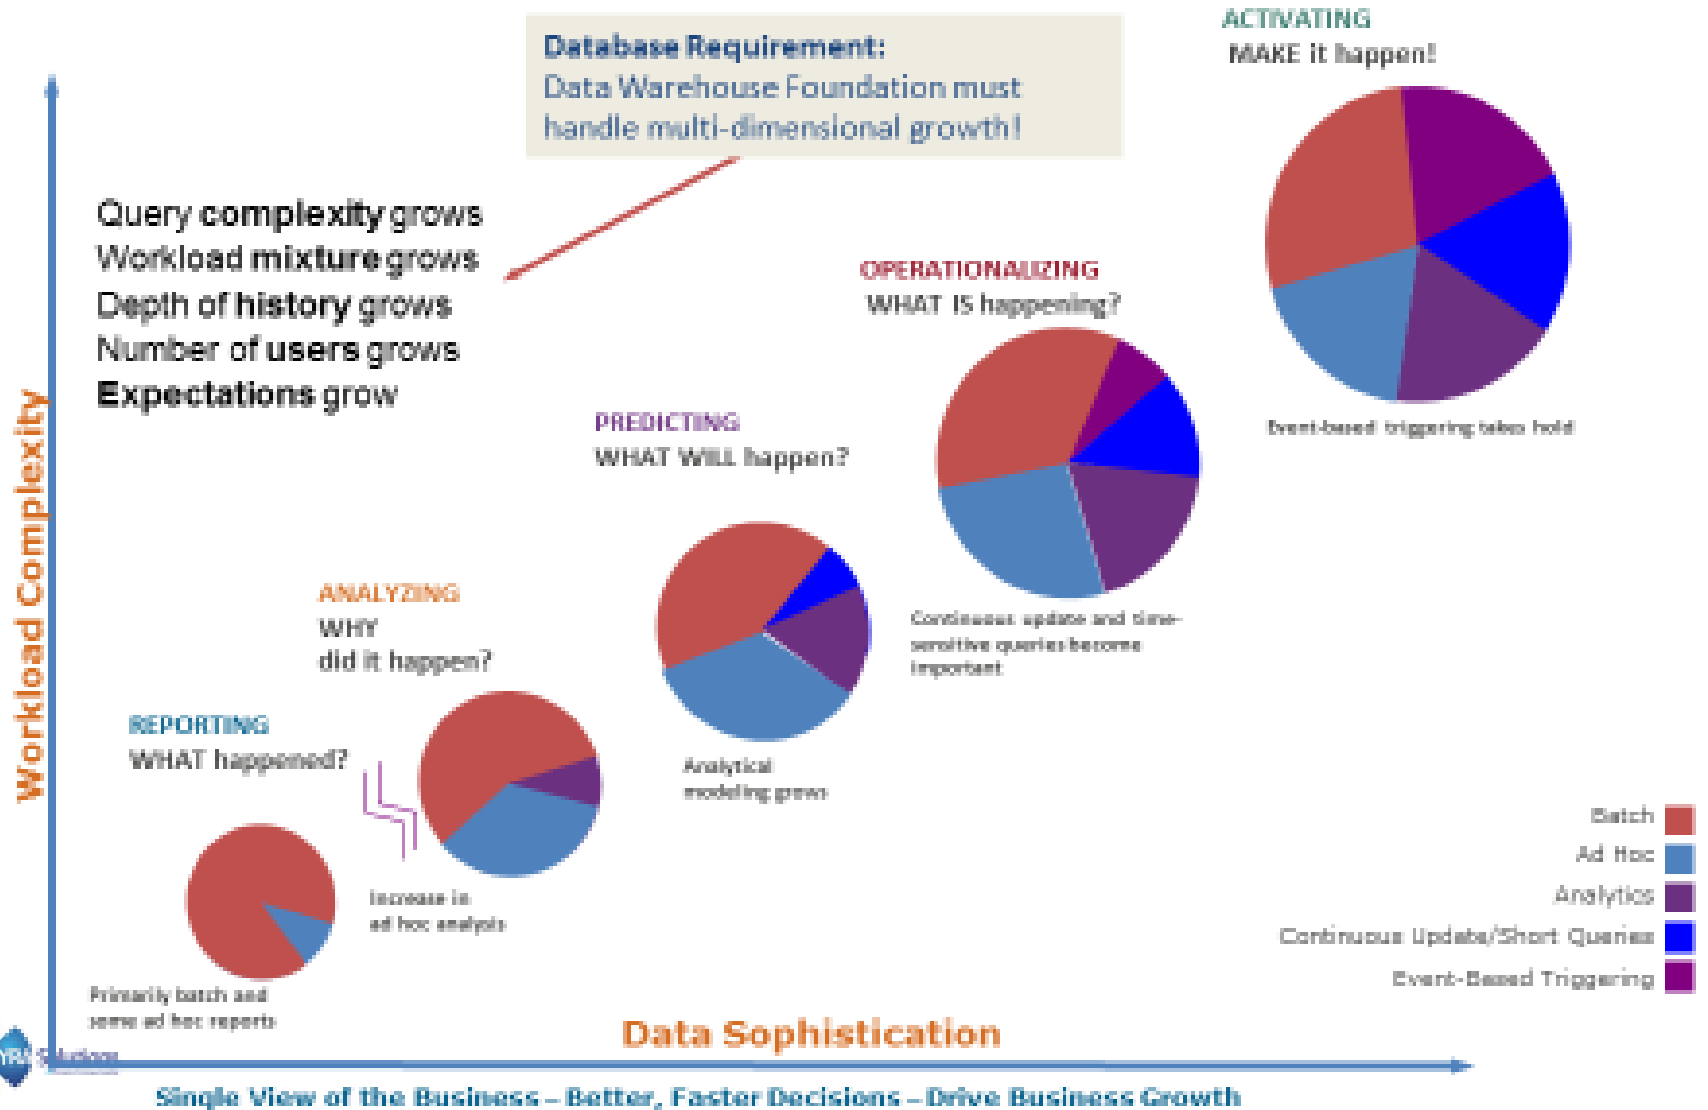 ACTIVATING
MAKE it happen!
Database Requirement:
Data Warehouse Foundation must
handle multi-dimensional growth!
Query complexity grows
Workload mixture grows
Depth of history grows
Number of users grows
Expectations grow
OPERATIONALIZING
WHAT IS happening?
Event-based triggering takes hold
PREDICTING
WHAT WILL happen?
Continuous update and time-
sensitive queries become
important
ANALYZING
WHY
did it happen?
Analytical
modeling grows
REPORTING
WHAT happened?
Increase in
ad hoc analysis
Primarily batch and
some ad hoc reports
Workload Complexity
Batch
Ad Hoc
Analytics
Continuous Update/Short Queries
Event-Based Triggering
Data Sophistication
Solutions
Single View of the Business – Better, Faster Decisions – Drive Business Growth